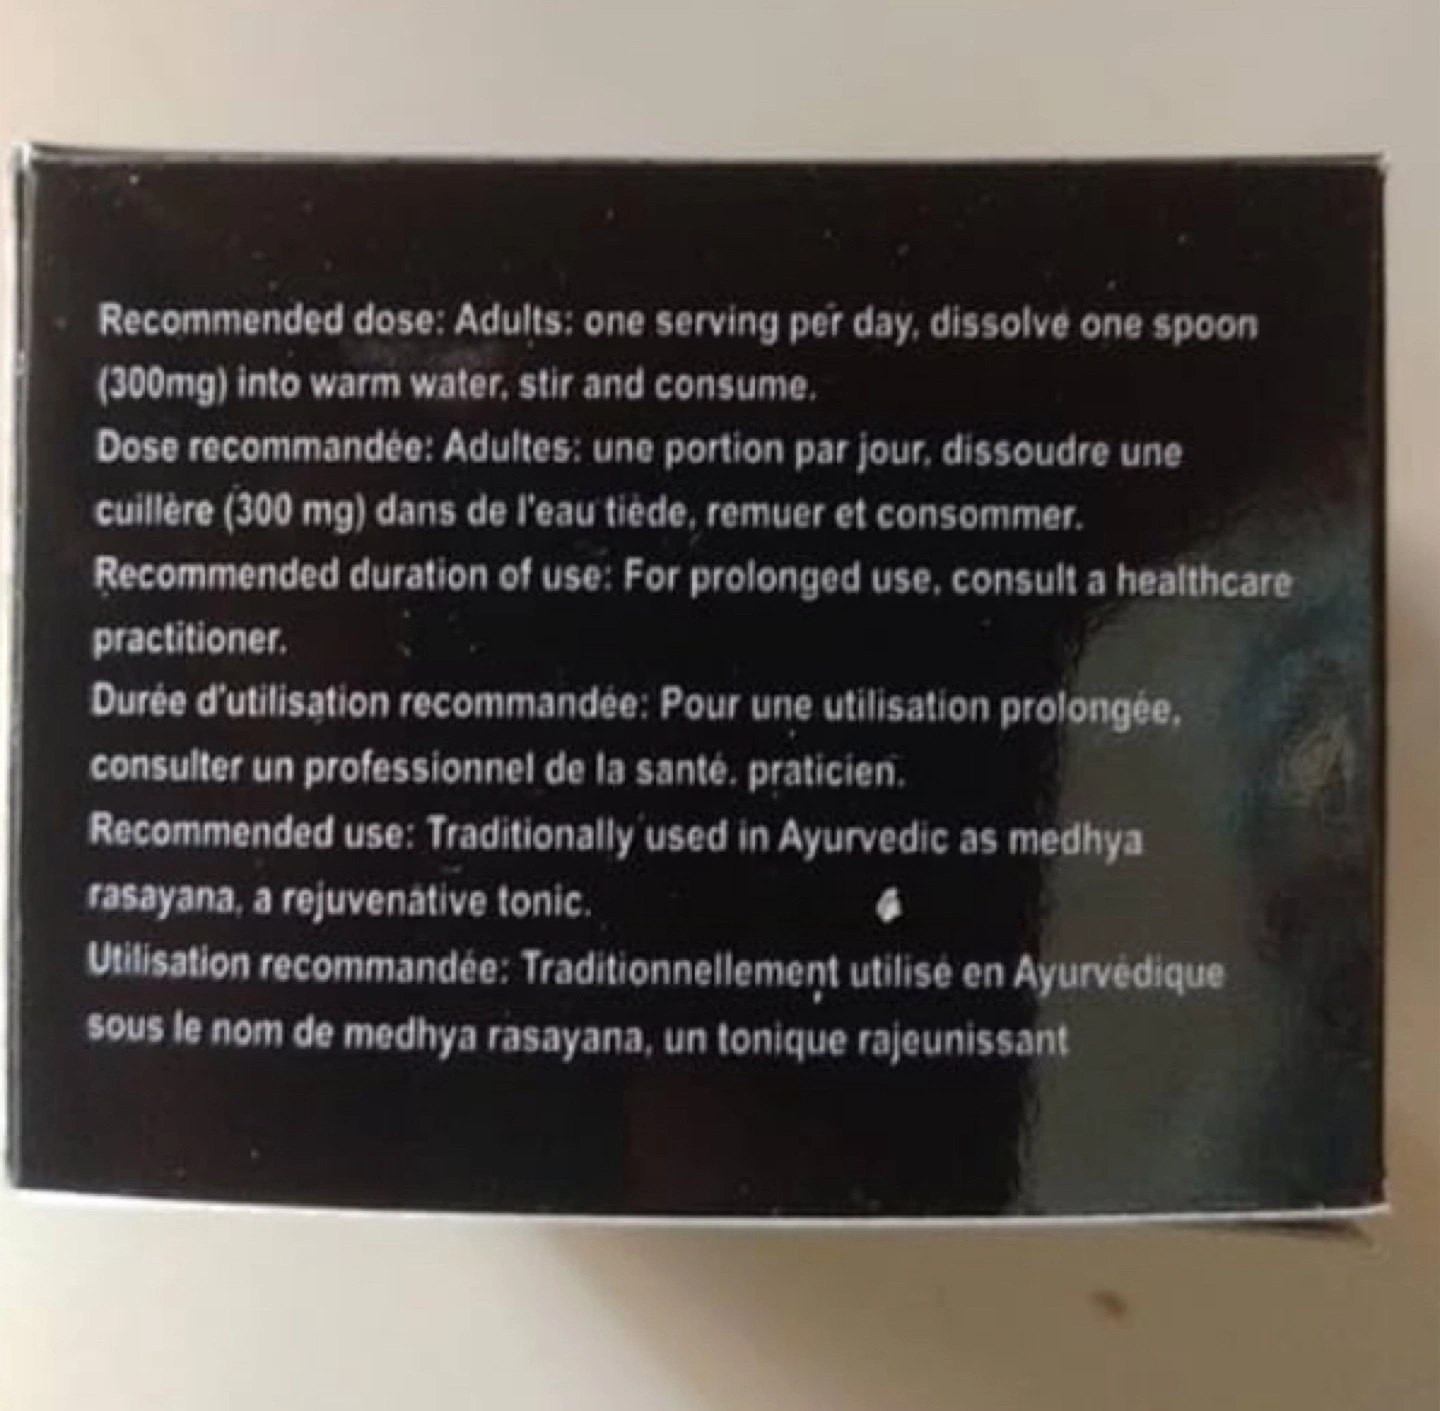 Recommended dose: Adults: one serving per day, dissolve one spoon
(300mg) into warm water, stir and consume.
Dose recommandée: Adultes: une portion par jour, dissoudre une
cuillère (300 mg) dans de l'eau tiède, remuer et consommer.
Recommended duration of use: For prolonged use, consult a healthcare
practitioner.
Durée d'utilisation recommandée: Pour une utilisation prolongée,
consulter un professionnel de la santé. praticien.
Recommended use: Traditionally used in Ayurvedic as medhya
rasayana, a rejuvenative tonic.
Utilisation recommandée: Traditionnellement utilisé en Ayurvédique
sous le nom de medhya rasayana, un tonique rajeunissant